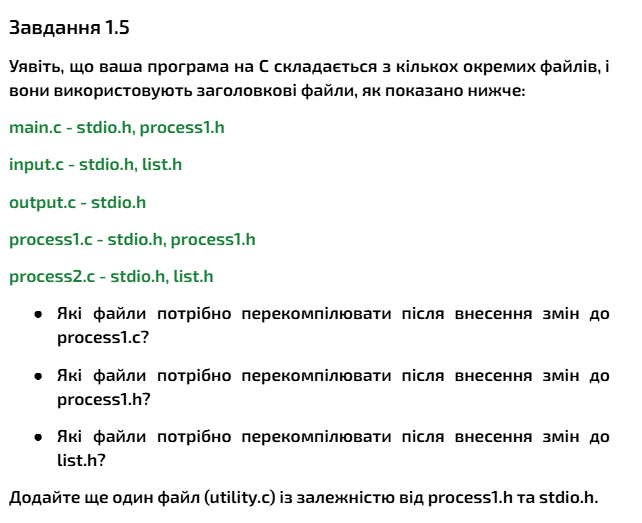 Завдання 1.5
Уявіть, що ваша програма на C складається з кількох окремих файлів, і
вони використовують заголовкові файли, як показано нижче:
main.c - stdio.h, process1.h
input.c - stdio.h, list.h
output.c - stdio.h
process1.c - stdio.h, process1.h
process2.c - stdio.h, list.h
● Які файли потрібно перекомпілювати після внесення змін до
process1.c?
● Які файли потрібно перекомпілювати після внесення змін до
process1.h?
● Які файли потрібно перекомпілювати після внесення змін до
list.h?
Додайте ще один файл (utility.c) із залежністю від process1.h та stdio.h.